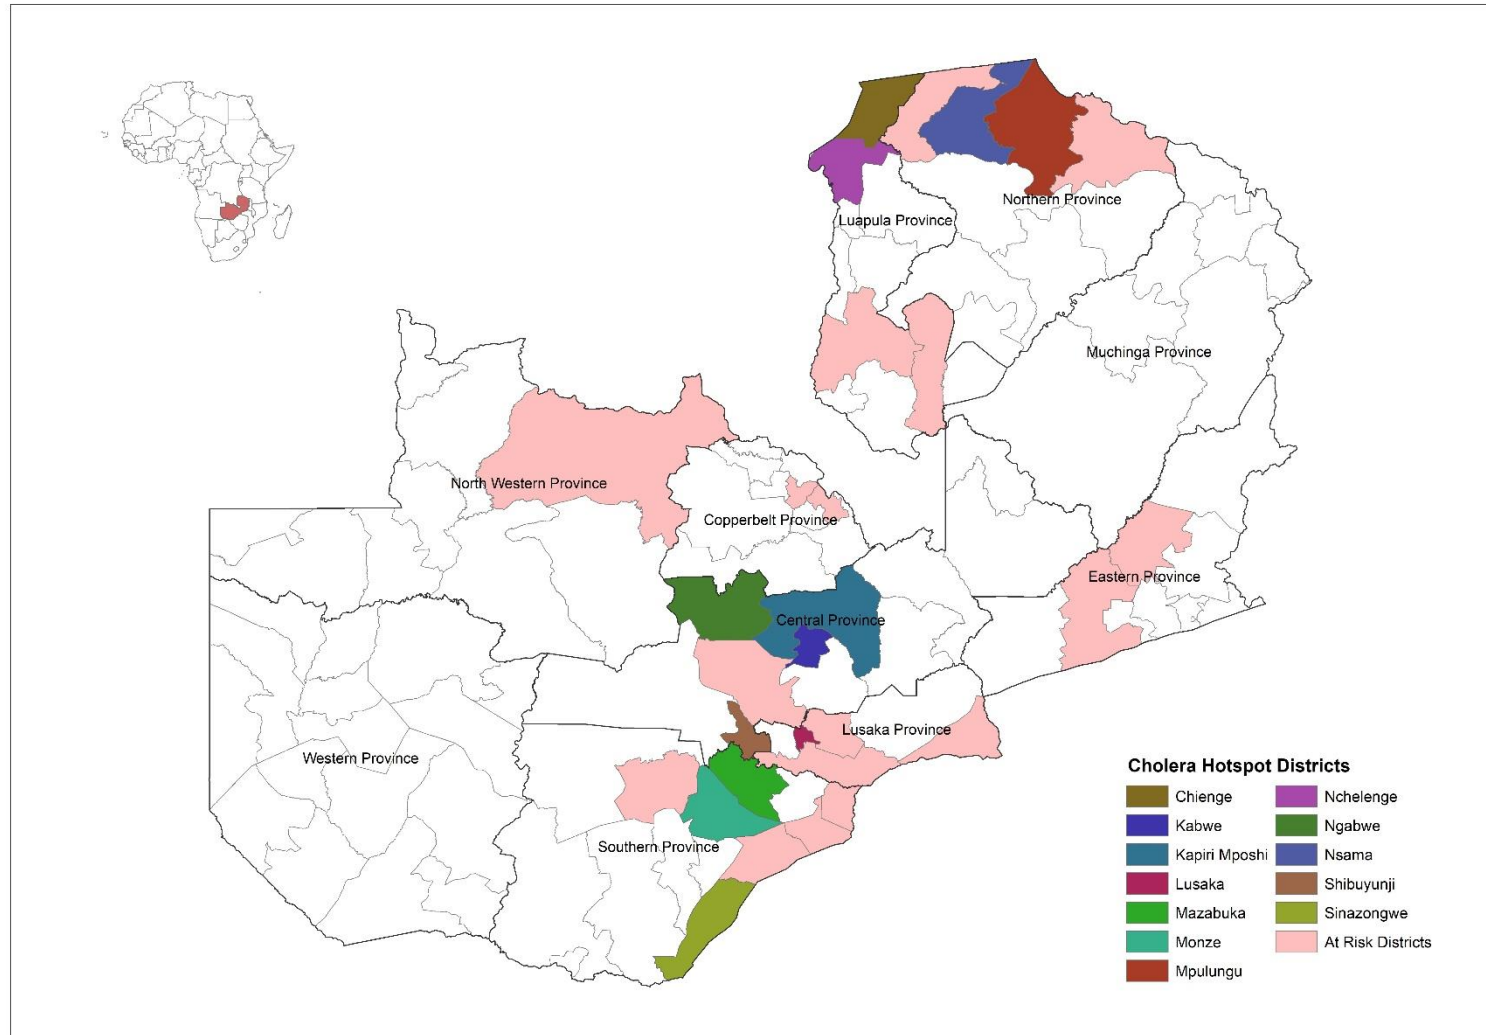 Luapula Province
Northern Province
Muchinga Province
North Western Province
Copperbelt Province
Eastern Province
Central Province
Lusaka Province
Western Province
Southern Province
Cholera Hotspot Districts
Chienge
Kabwe
Kapiri Mposhi
Lusaka
Mazabuka
Monze
Mpulungu
Nchelenge
Ngabwe
Nsama
Shibuyunji
Sinazongwe
At Risk Districts